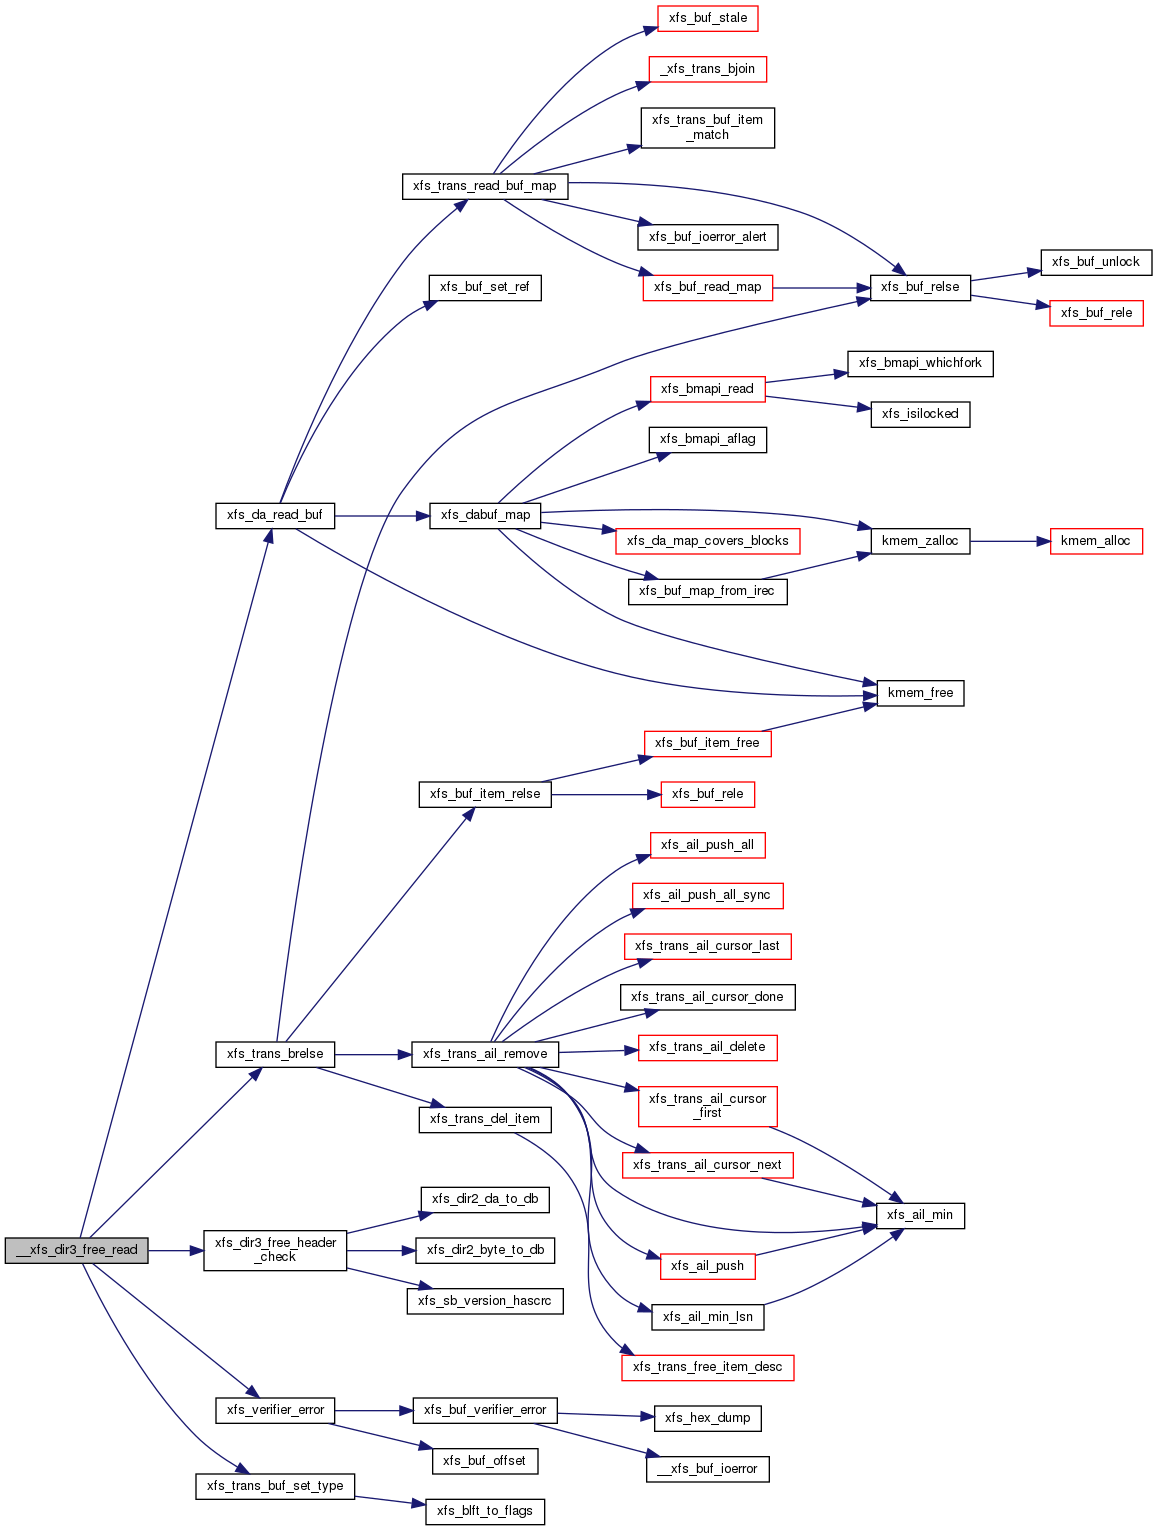 xfs_buf_stale
_xfs_trans_bjoin
xfs_trans_buf_item
_match
xfs_trans_read_buf_map
xfs_buf_ioerror_alert
xfs_buf_unlock
xfs_buf_set_ref
xfs_buf_read_map
xfs_buf_relse
xfs_buf_rele
xfs_bmapi_whichfork
xfs_bmapi_read
xfs_isilocked
xfs_bmapi_aflag
xfs_da_read_buf
xfs_dabuf_map
xfs_da_map_covers_blocks
kmem_zalloc
kmem_alloc
xfs_buf_map_from_irec
kmem_free
xfs_buf_item_free
xfs_buf_item_relse
xfs_buf_rele
xfs_ail_push_all
xfs_ail_push_all_sync
xfs_trans_ail_cursor_last
xfs_trans_ail_cursor_done
xfs_trans_brelse
xfs_trans_ail_remove
xfs_trans_ail_delete
xfs_trans_ail_cursor
_first
xfs_trans_del_item
xfs_trans_ail_cursor_next
xfs_dir2_da_to_db
xfs_ail_min
__xfs_dir3_free_read
xfs_dir3_free_header
_check
xfs_dir2_byte_to_db
xfs_ail_push
xfs_sb_version_hascrc
xfs_ail_min_lsn
xfs_trans_free_item_desc
xfs_verifier_error
xfs_buf_verifier_error
xfs_hex_dump
xfs_buf_offset
__xfs_buf_ioerror
xfs_trans_buf_set_type
xfs_blft_to_flags